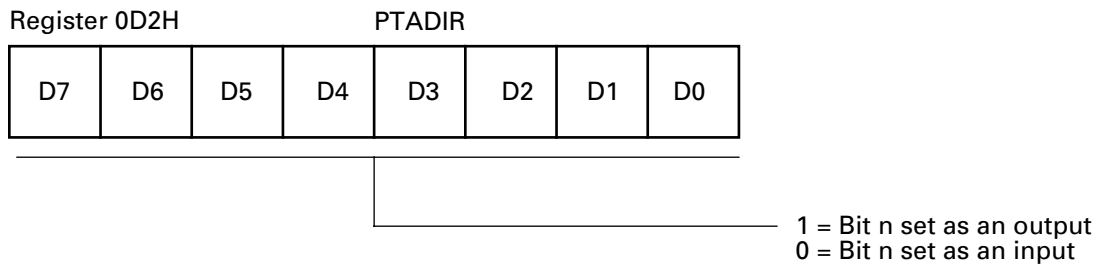 Register 0D2H PTADIR
D7 D6 D5 D4 D3 D2 D1 D0
1 = Bit n set as an output
0 = Bit n set as an input